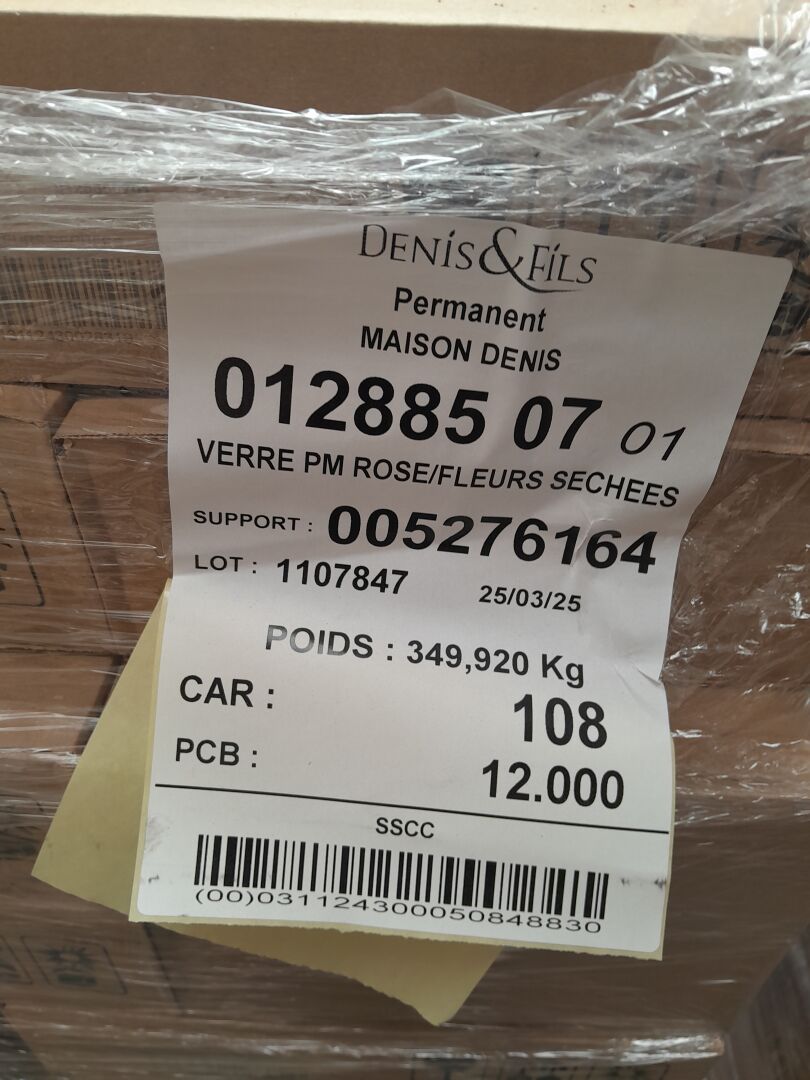 DENIS&FILS
Permanent
MAISON DENIS
012885 07 01
VERRE PM ROSE/FLEURS SECHEES
SUPPORT : 005276164
LOT : 1107847 25/03/25
POIDS : 349,920 Kg
CAR : 108
PCB : 12.000
SSCC
(00)031124300050848830